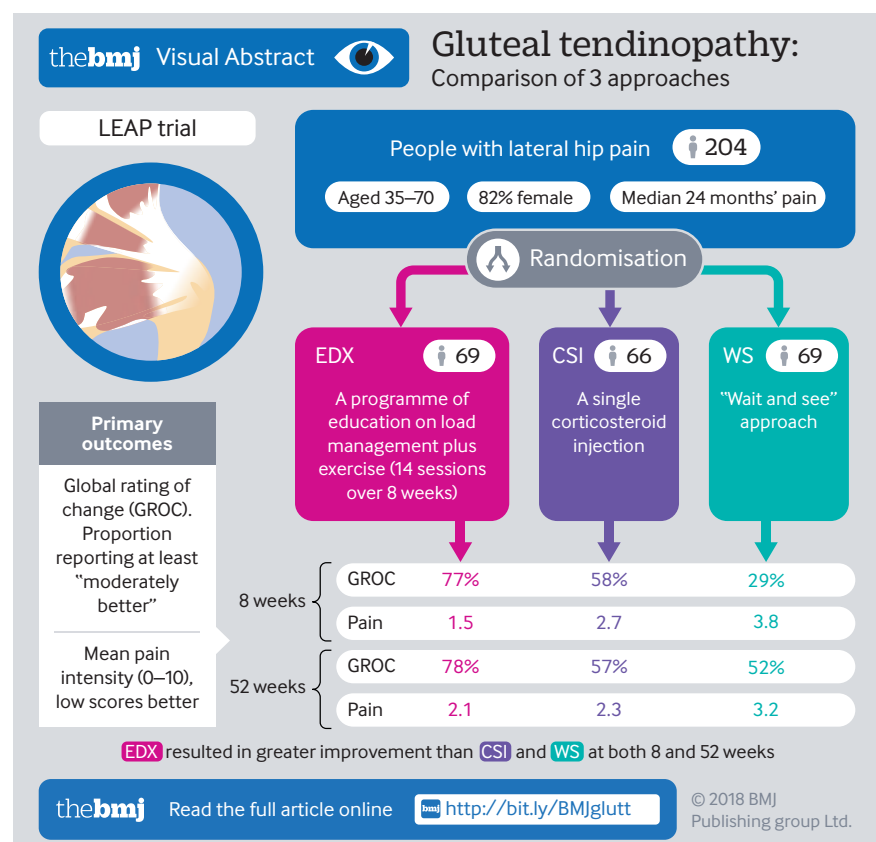 thebmj Visual Abstract
Gluteal tendinopathy:
Comparison of 3 approaches
LEAP trial
People with lateral hip pain 204
Aged 35–70 82% female Median 24 months’ pain
Randomisation
EDX 69
A programme of
education on load
management plus
exercise (14 sessions
over 8 weeks)
CSI 66
A single
corticosteroid
injection
WS 69
"Wait and see"
approach
Primary
outcomes
Global rating of
change (GROC).
Proportion
reporting at least
"moderately
better"
Mean pain
intensity (0–10),
low scores better
8 weeks
GROC 77% 58% 29%
Pain 1.5 2.7 3.8
52 weeks
GROC 78% 57% 52%
Pain 2.1 2.3 3.2
EDX resulted in greater improvement than CSI and WS at both 8 and 52 weeks
thebmj Read the full article online bmj http://bit.ly/BMJglutt
© 2018 BMJ
Publishing group Ltd.